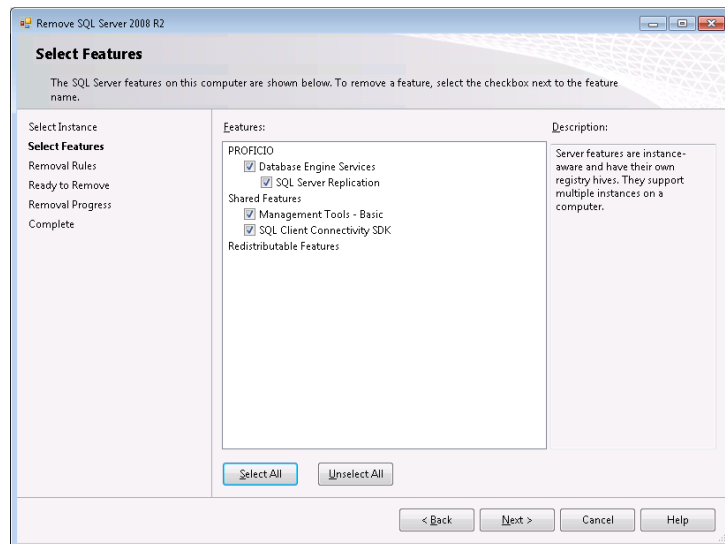 Remove SQL Server 2008 R2
Select Features
The SQL Server features on this computer are shown below. To remove a feature, select the checkbox next to the feature
name.
Select Instance
Select Features
Removal Rules
Ready to Remove
Removal Progress
Complete
Features:
PROFICIO
Database Engine Services
SQL Server Replication
Shared Features
Management Tools - Basic
SQL Client Connectivity SDK
Redistributable Features
Description:
Server features are instance-
aware and have their own
registry hives. They support
multiple instances on a
computer.
Select All
Unselect All
< Back
Next >
Cancel
Help